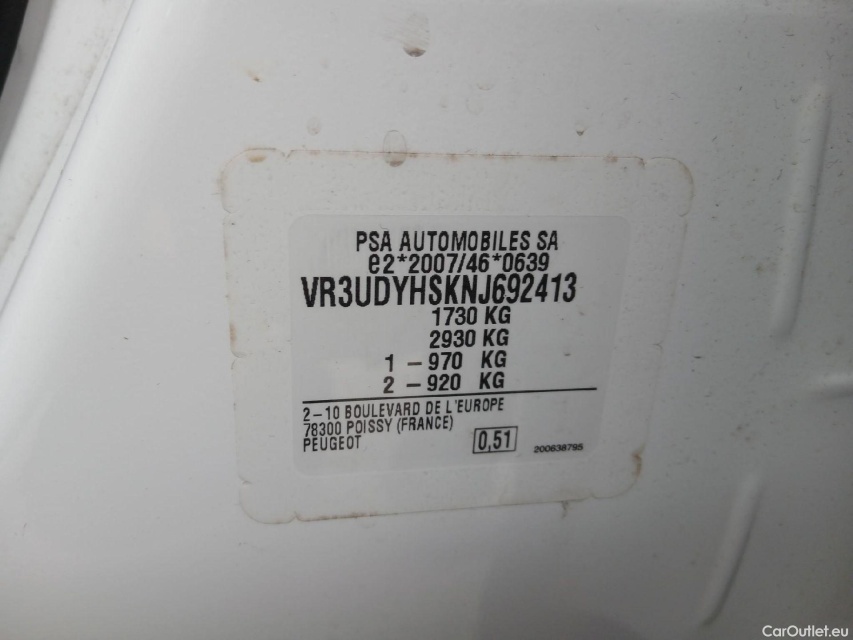 PSA AUTOMOBILES SA
e2*2007/46*0639
VR3UDYHSKNJ692413
1730 KG
2930 KG
1 - 970 KG
2 - 920 KG
2-10 BOULEVARD DE L'EUROPE
78300 POISSY (FRANCE)
PEUGEOT
0,51
200638795
CarOutlet.eu